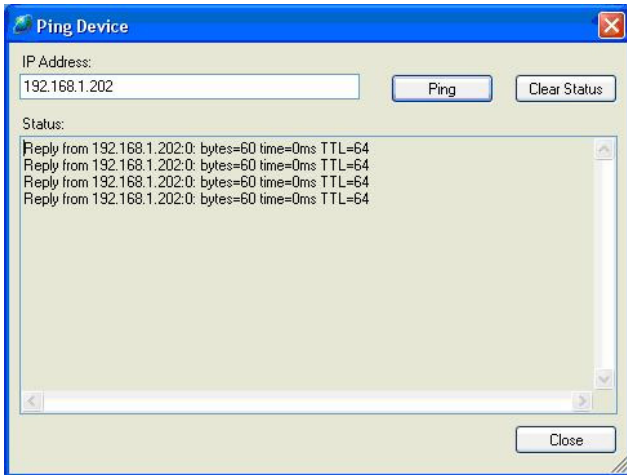 Ping Device
IP Address:
192.168.1.202
Ping
Clear Status
Status:
Reply from 192.168.1.202:0: bytes=60 time=0ms TTL=64
Reply from 192.168.1.202:0: bytes=60 time=0ms TTL=64
Reply from 192.168.1.202:0: bytes=60 time=0ms TTL=64
Reply from 192.168.1.202:0: bytes=60 time=0ms TTL=64
Close